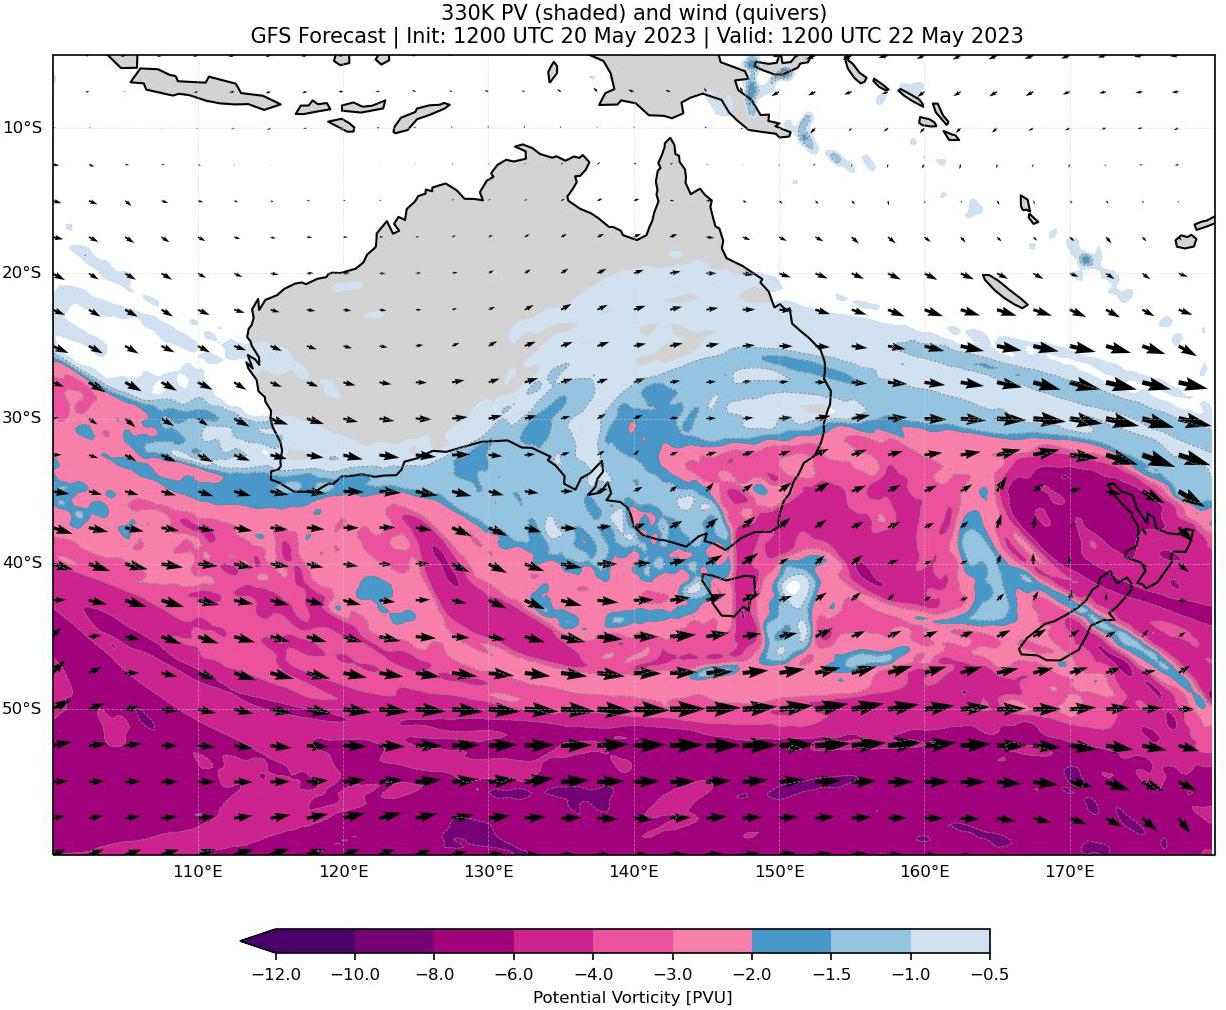 330K PV (shaded) and wind (quivers)
GFS Forecast | Init: 1200 UTC 20 May 2023 | Valid: 1200 UTC 22 May 2023
10°S
20°S
30°S
40°S
50°S
110°E 120°E 130°E 140°E 150°E 160°E 170°E
−12.0 −10.0 −8.0 −6.0 −4.0 −3.0 −2.0 −1.5 −1.0 −0.5
Potential Vorticity [PVU]